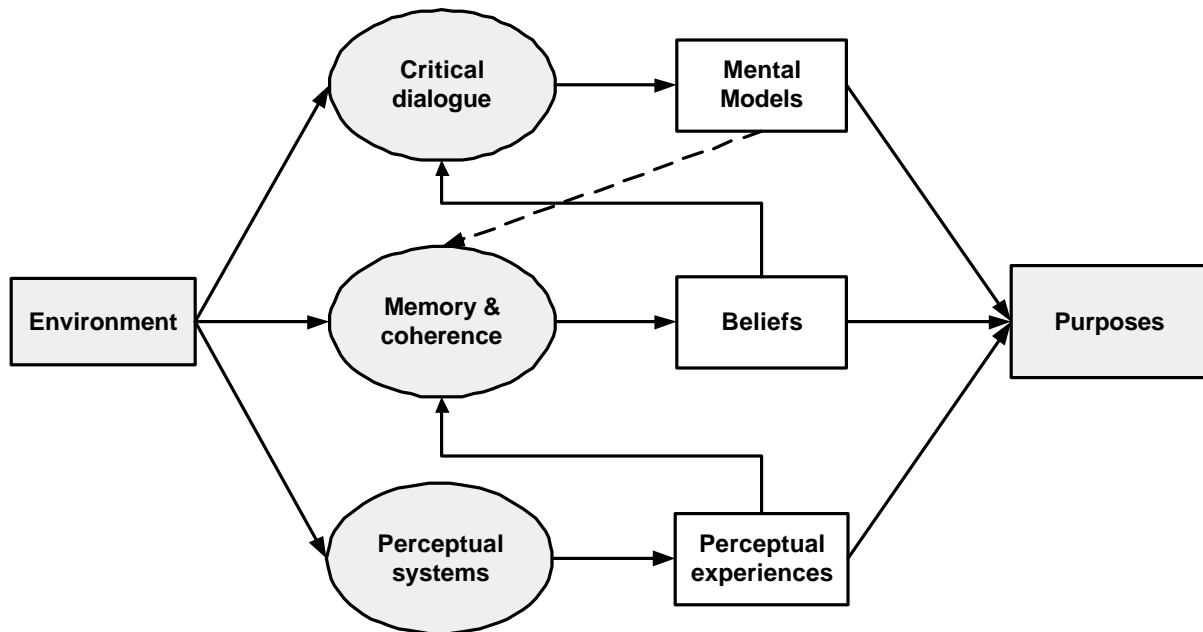 Critical
dialogue
Mental
Models
Environment
Memory &
coherence
Beliefs
Purposes
Perceptual
systems
Perceptual
experiences